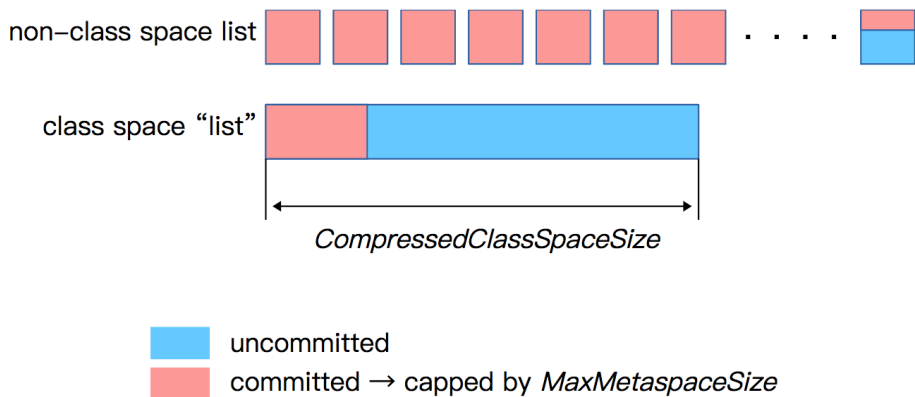 non-class space list
. . . .
class space “list”
CompressedClassSpaceSize
uncommitted
committed → capped by MaxMetaspaceSize